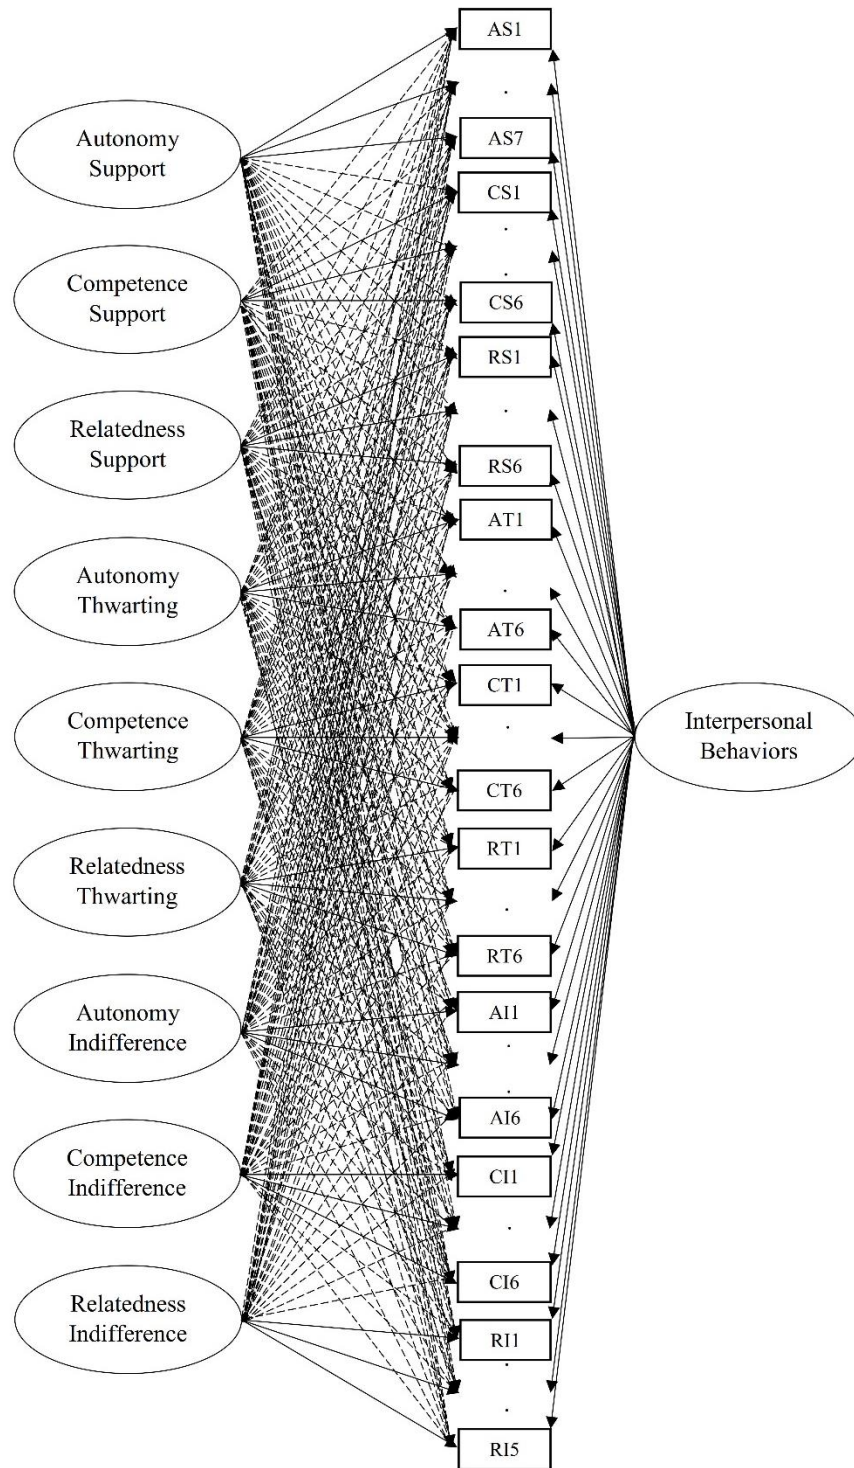 Autonomy
Support
Competence
Support
Relatedness
Support
Autonomy
Thwarting
Competence
Thwarting
Relatedness
Thwarting
Autonomy
Indifference
Competence
Indifference
Relatedness
Indifference
AS1
AS7
CS1
CS6
RS1
RS6
AT1
AT6
CT1
CT6
RT1
RT6
AI1
AI6
CI1
CI6
RI1
RI5
Interpersonal
Behaviors